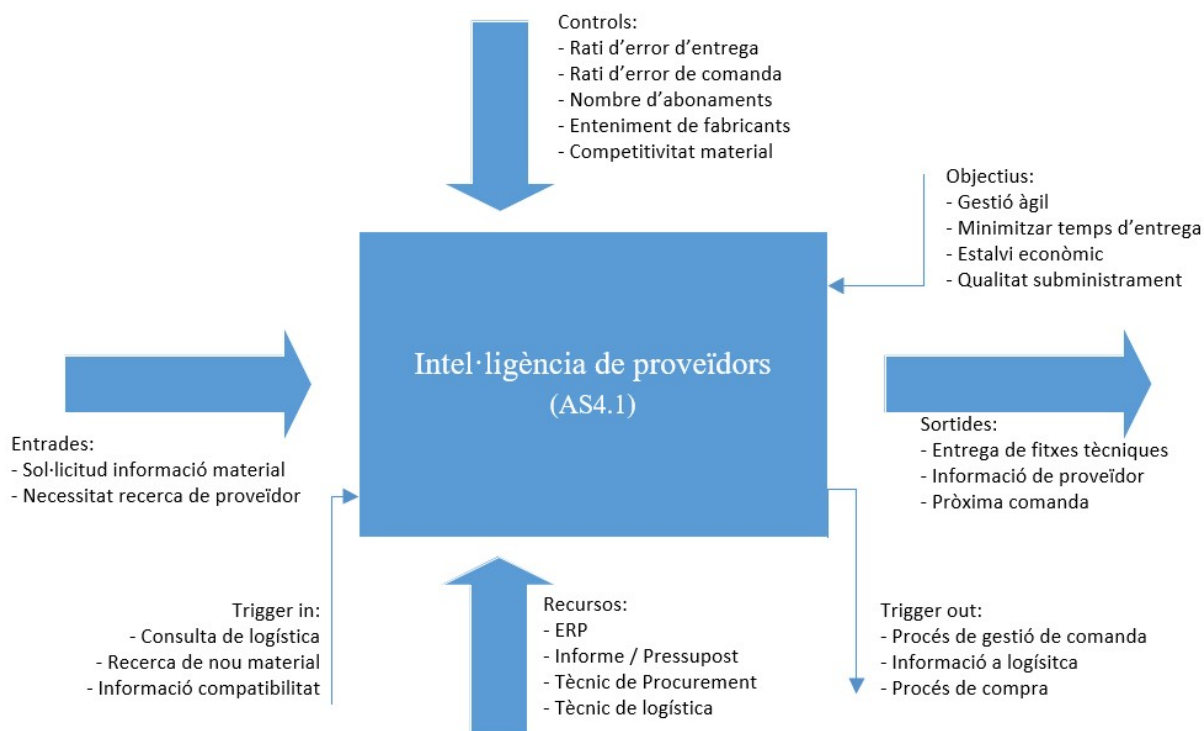 Controls:
- Rati d'error d'entrega
- Rati d'error de comanda
- Nombre d'abonaments
- Enteniment de fabricants
- Competitivitat material
Objectius:
- Gestió àgil
- Minimitzar temps d'entrega
- Estalvi econòmic
- Qualitat subministrament
Intel·ligència de proveïdors
(AS4.1)
Entrades:
- Sol·licitud informació material
- Necessitat recerca de proveïdor
Sortides:
- Entrega de fitxes tècniques
- Informació de proveïdor
- Pròxima comanda
Trigger in:
- Consulta de logística
- Recerca de nou material
- Informació compatibilitat
Recursos:
- ERP
- Informe / Pressupost
- Tècnic de Procurement
- Tècnic de logística
Trigger out:
- Procés de gestió de comanda
- Informació a logísitca
- Procés de compra